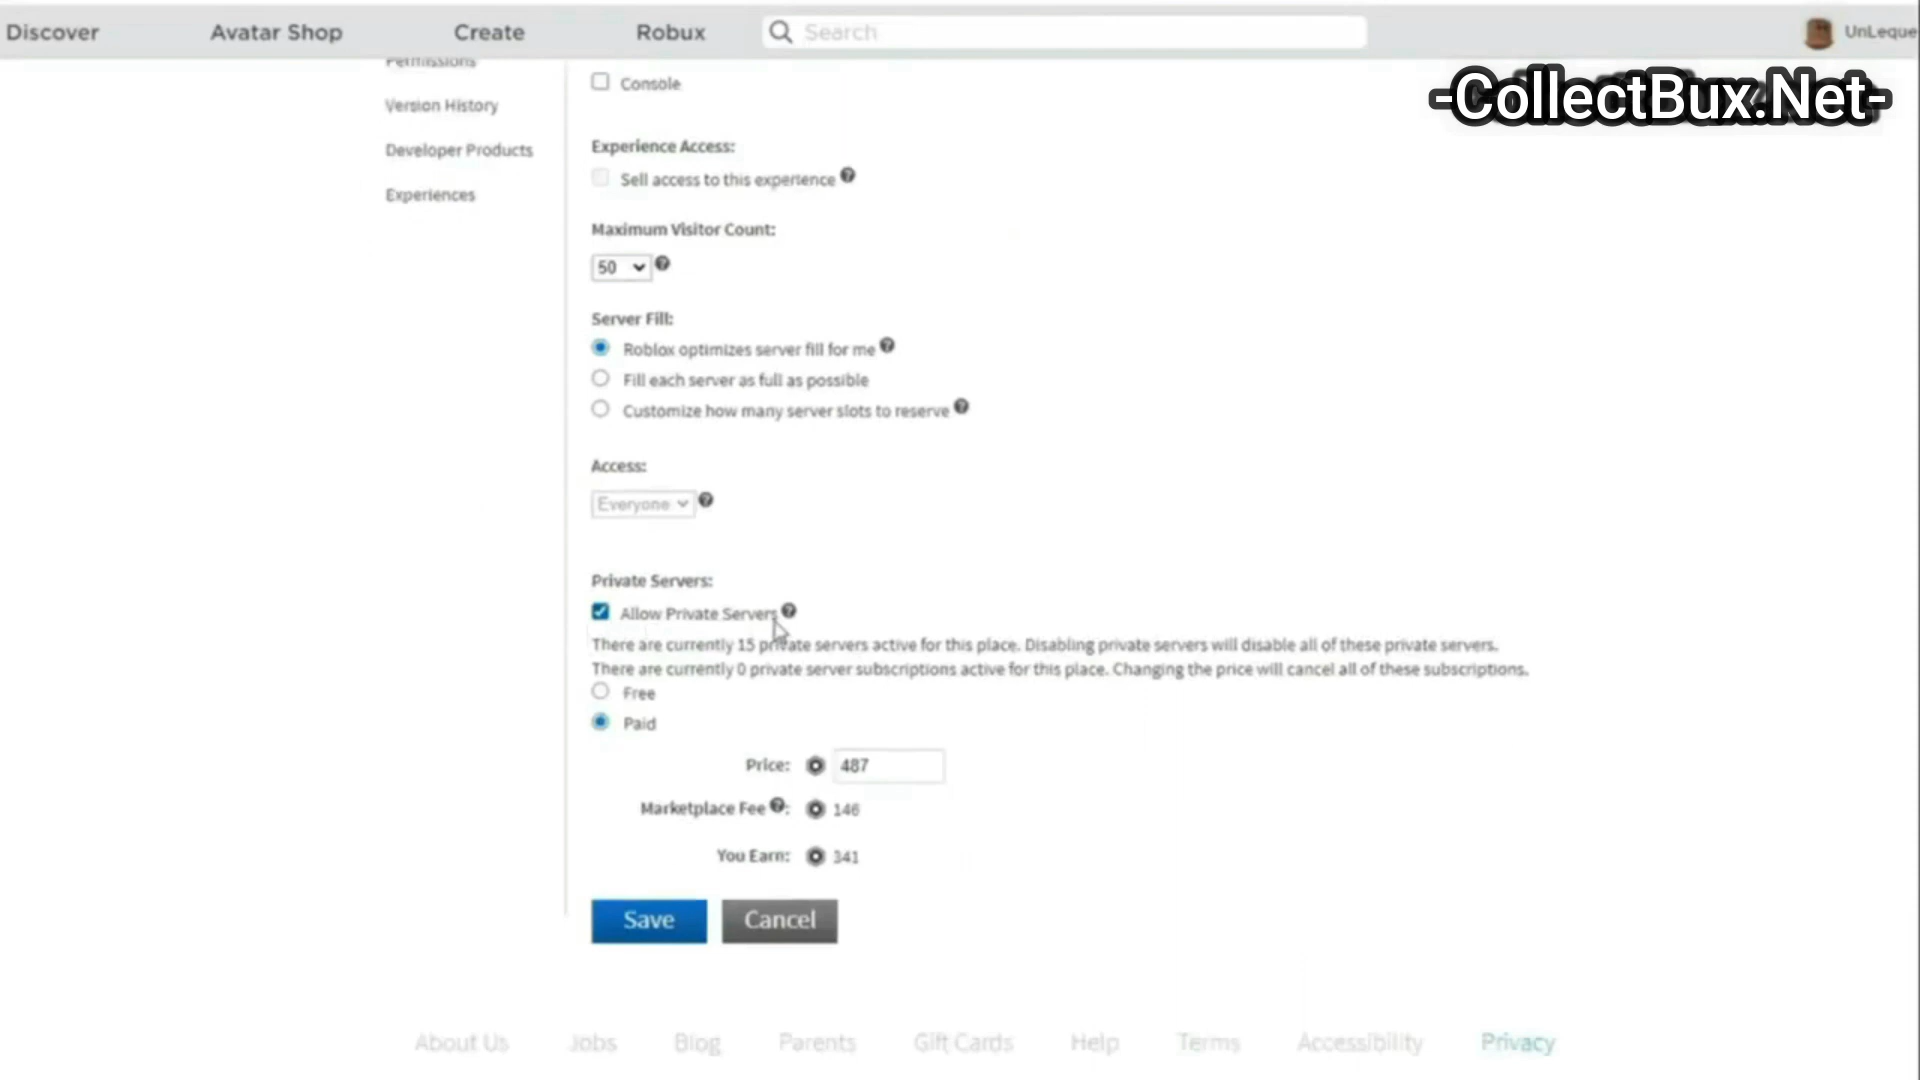 Discover Avatar Shop Create Robux Search UnLeque
-CollectBux.Net-
Permissions
Console
Version History
Developer Products
Experience Access:
Sell access to this experience
Experiences
Maximum Visitor Count:
50
Server Fill:
Roblox optimizes server fill for me
Fill each server as full as possible
Customize how many server slots to reserve
Access:
Everyone
Private Servers:
Allow Private Servers
There are currently 15 private servers active for this place. Disabling private servers will disable all of these private servers.
There are currently 0 private server subscriptions active for this place. Changing the price will cancel all of these subscriptions.
Free
Paid
Price: 487
Marketplace Fee : 146
You Earn: 341
Save Cancel
About Us Jobs Blog Parents Gift Cards Help Terms Accessibility Privacy